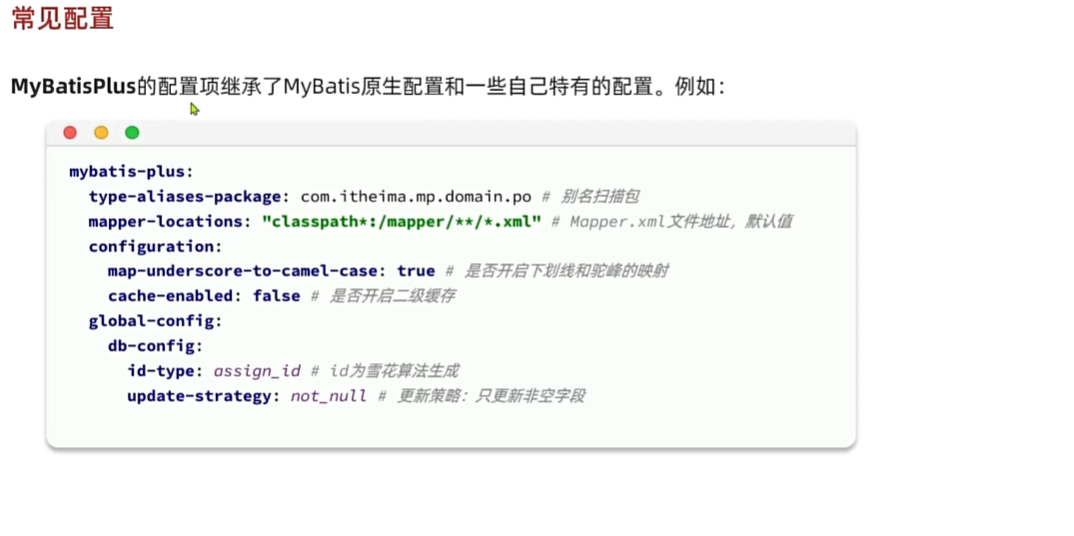 常见配置
MyBatisPlus的配置项继承了MyBatis原生配置和一些自己特有的配置。例如：
mybatis-plus:
  type-aliases-package: com.itheima.mp.domain.po # 别名扫描包
  mapper-locations: "classpath*:/mapper/**/*.xml" # Mapper.xml文件地址，默认值
  configuration:
    map-underscore-to-camel-case: true # 是否开启下划线和驼峰的映射
    cache-enabled: false # 是否开启二级缓存
  global-config:
    db-config:
      id-type: assign_id # id为雪花算法生成
      update-strategy: not_null # 更新策略：只更新非空字段